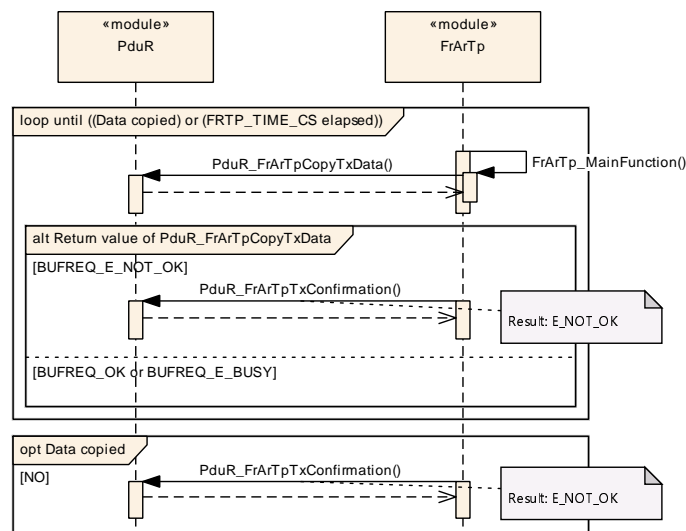 «module»
PduR
«module»
FrArTp
loop until ((Data copied) or (FRTP_TIME_CS elapsed))
FrArTp_MainFunction()
PduR_FrArTpCopyTxData()
alt Return value of PduR_FrArTpCopyTxData
[BUFREQ_E_NOT_OK]
PduR_FrArTpTxConfirmation()
Result: E_NOT_OK
[BUFREQ_OK or BUFREQ_E_BUSY]
opt Data copied
[NO]
PduR_FrArTpTxConfirmation()
Result: E_NOT_OK